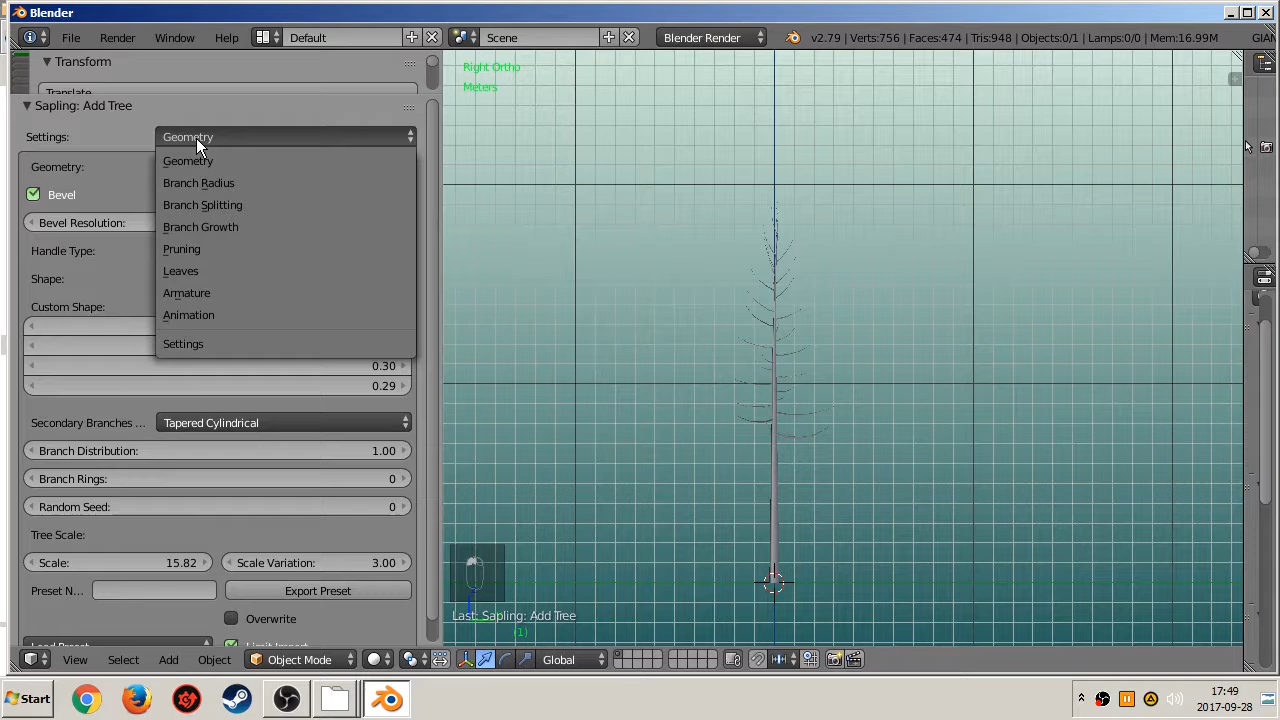 Blender
File Render Window Help Default Scene Blender Render v2.79 | Verts:756 | Faces:474 | Tris:948 | Objects:0/1 | Lamps:0/0 | Mem:16.99M
Transform
Translate
Sapling: Add Tree
Settings: Geometry
Geometry:
Bevel
Bevel Resolution:
Handle Type:
Shape:
Custom Shape:
Geometry
Branch Radius
Branch Splitting
Branch Growth
Pruning
Leaves
Armature
Animation
Settings
0.30
0.29
Secondary Branches ... Tapered Cylindrical
Branch Distribution: 1.00
Branch Rings: 0
Random Seed: 0
Tree Scale:
Scale: 15.82 Scale Variation: 3.00
Preset N... Export Preset
Overwrite
Load Preset Limit Import
Right Ortho
Meters
Last: Sapling: Add Tree
(1)
View Select Add Object Object Mode Global
Start 17:49
2017-09-28